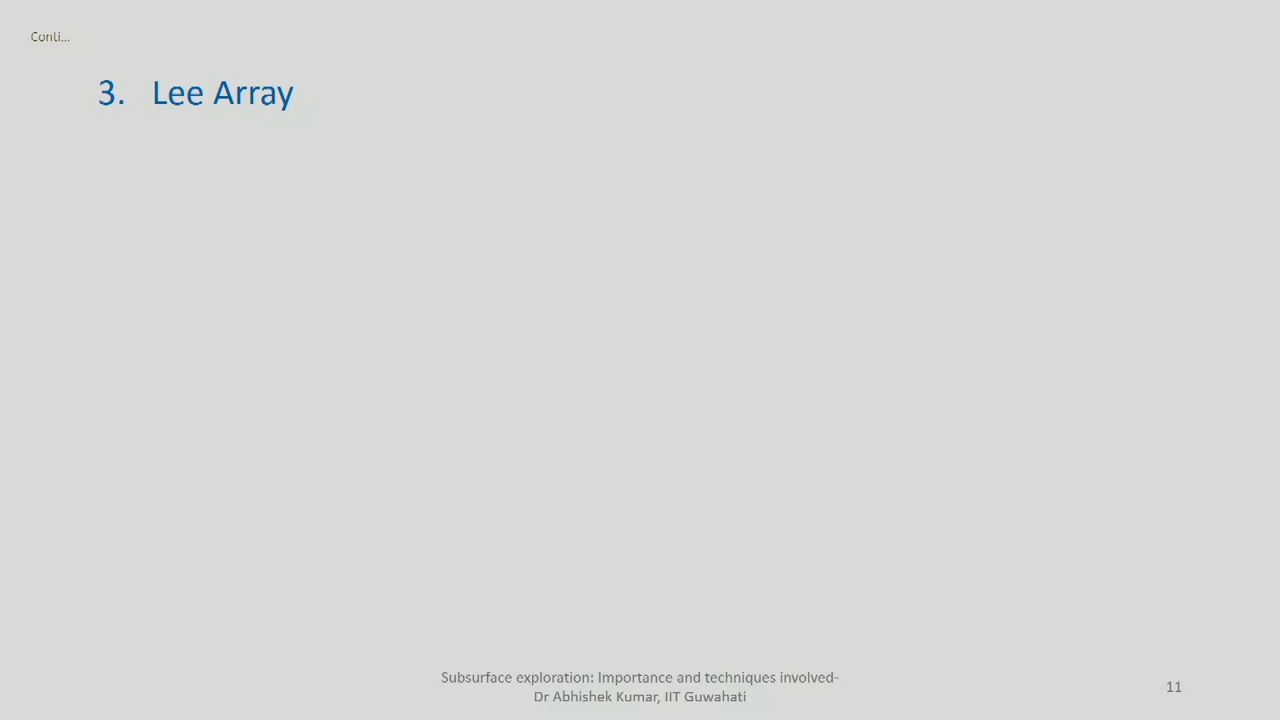 Conti...
3. Lee Array
Subsurface exploration: Importance and techniques involved-
Dr Abhishek Kumar, IIT Guwahati
11